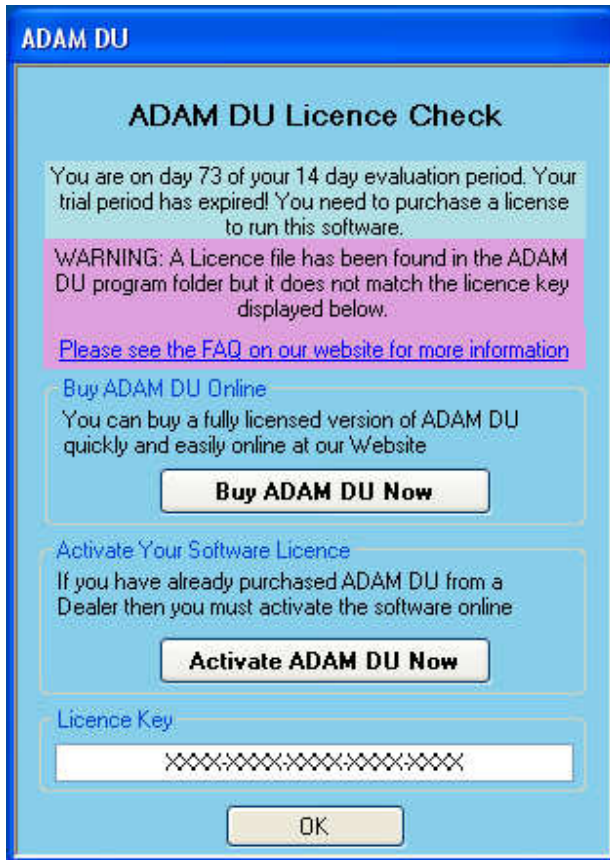 ADAM DU
ADAM DU Licence Check
You are on day 73 of your 14 day evaluation period. Your
trial period has expired! You need to purchase a license
to run this software.
WARNING: A Licence file has been found in the ADAM
DU program folder but it does not match the licence key
displayed below.
Please see the FAQ on our website for more information
Buy ADAM DU Online
You can buy a fully licensed version of ADAM DU
quickly and easily online at our Website
Buy ADAM DU Now
Activate Your Software Licence
If you have already purchased ADAM DU from a
Dealer then you must activate the software online
Activate ADAM DU Now
Licence Key
XXXX-XXXX-XXXX-XXXX-XXXX
OK